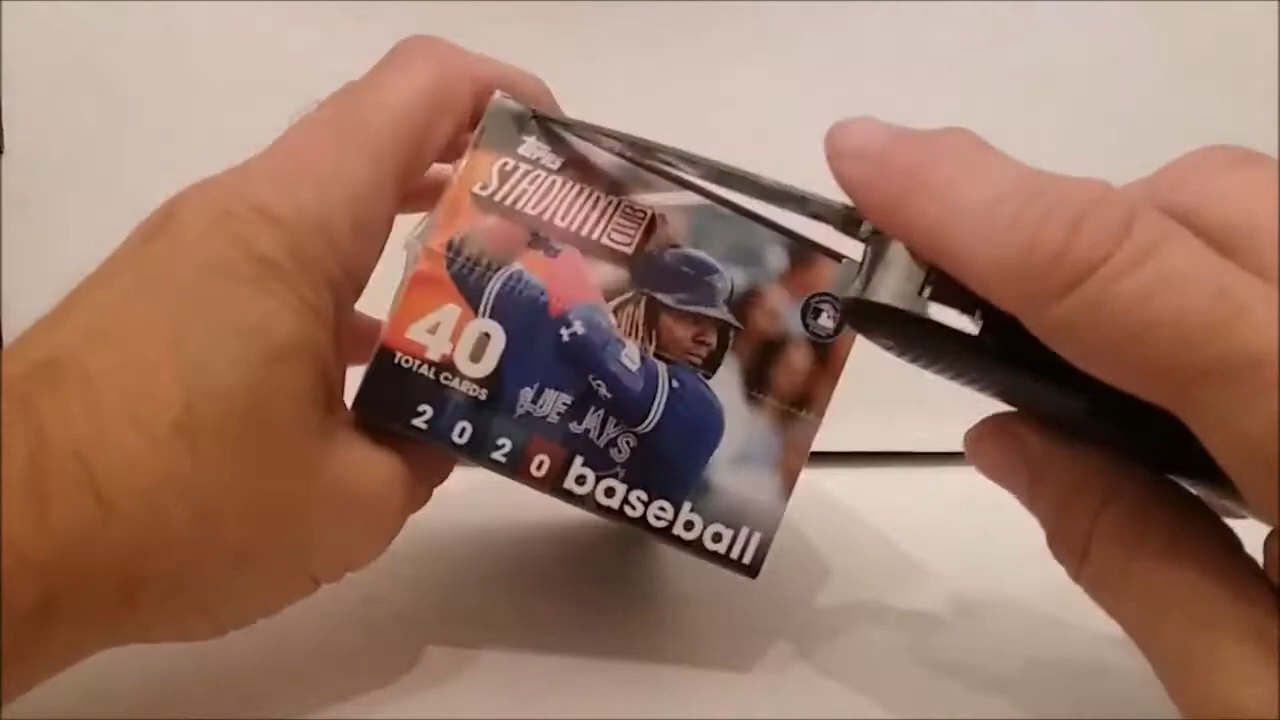 TOPPS
STADIUM
CLUB
40
TOTAL CARDS
2020
baseball
BLUE JAYS